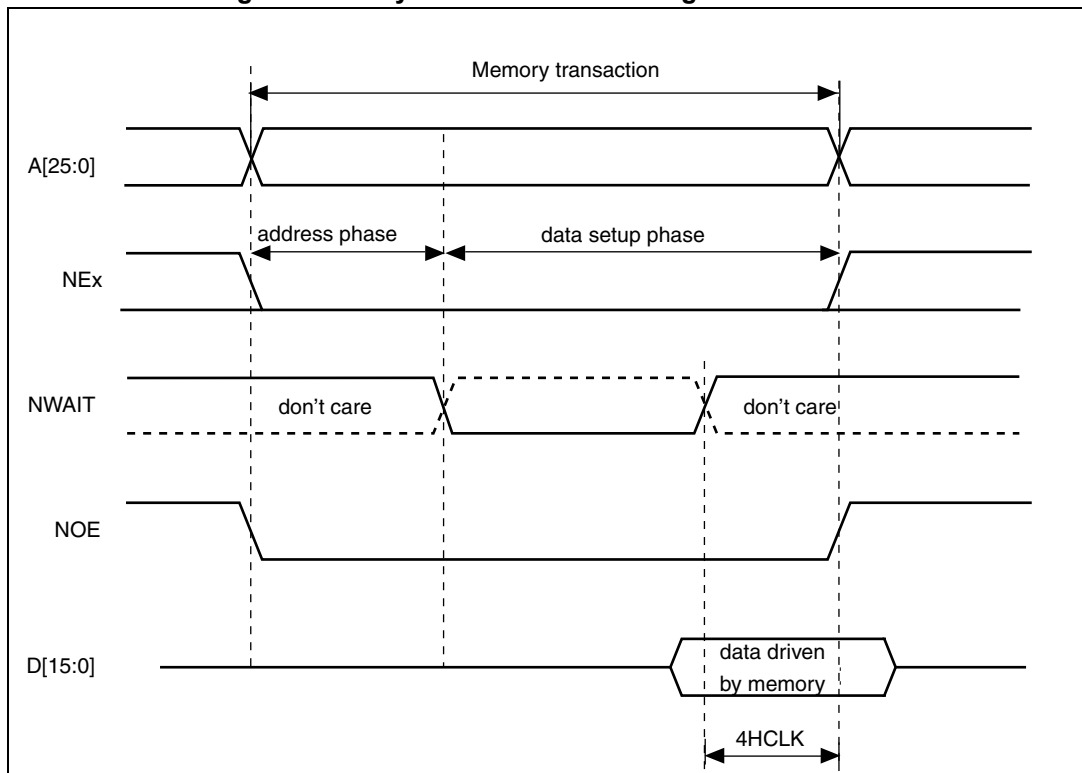 Memory transaction
A[25:0]
address phase
data setup phase
NEx
NWAIT
don't care
don't care
NOE
D[15:0]
data driven
by memory
4HCLK